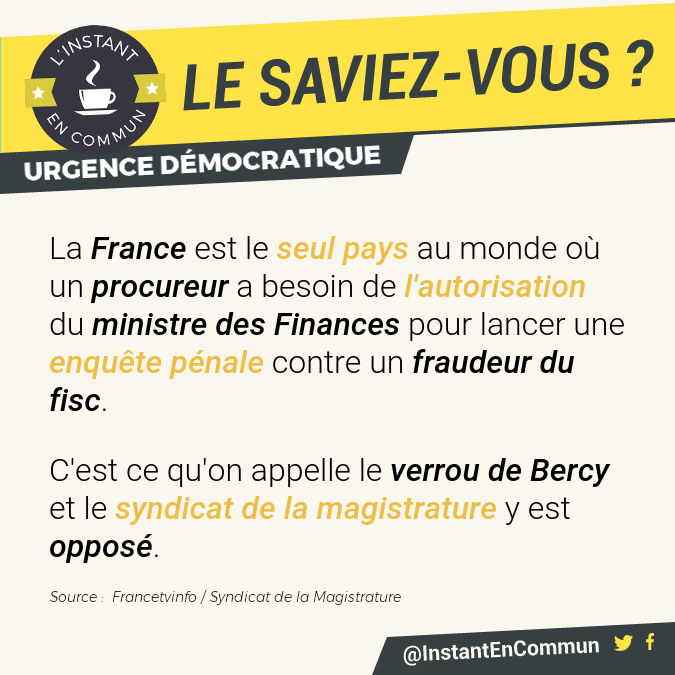 L'INSTANT
EN COMMUN
LE SAVIEZ-VOUS ?
URGENCE DÉMOCRATIQUE
La France est le seul pays au monde où
un procureur a besoin de l'autorisation
du ministre des Finances pour lancer une
enquête pénale contre un fraudeur du
fisc.
C'est ce qu'on appelle le verrou de Bercy
et le syndicat de la magistrature y est
opposé.
Source : Francetvinfo / Syndicat de la Magistrature
@InstantEnCommun